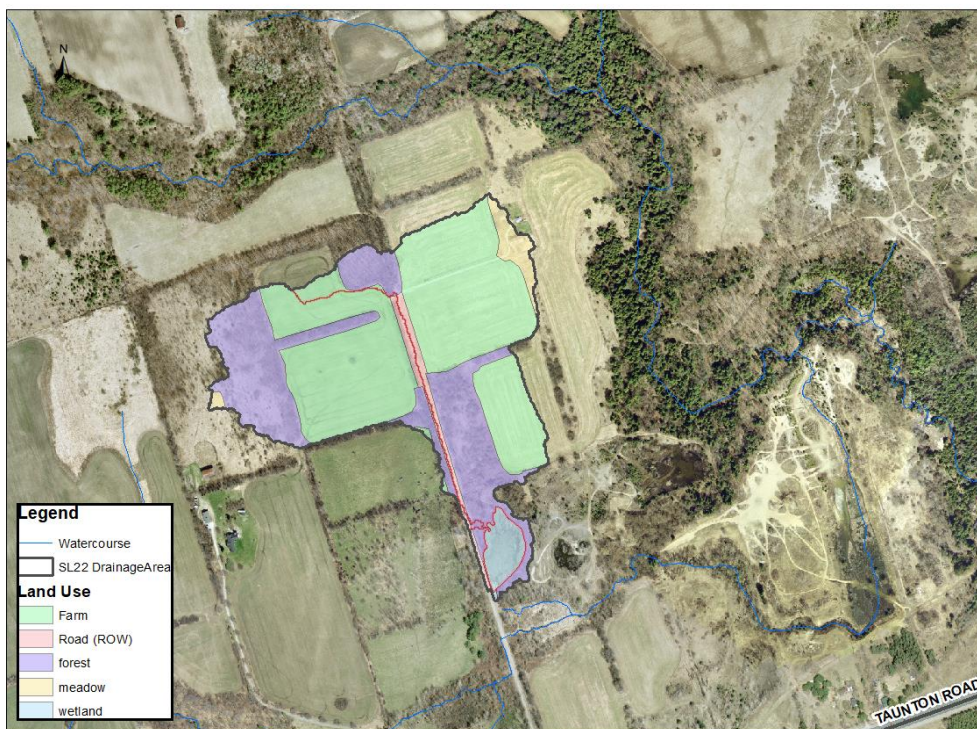 N
Legend
Watercourse
SL22 DrainageArea
Land Use
Farm
Road (ROW)
forest
meadow
wetland
TAUNTON ROAD